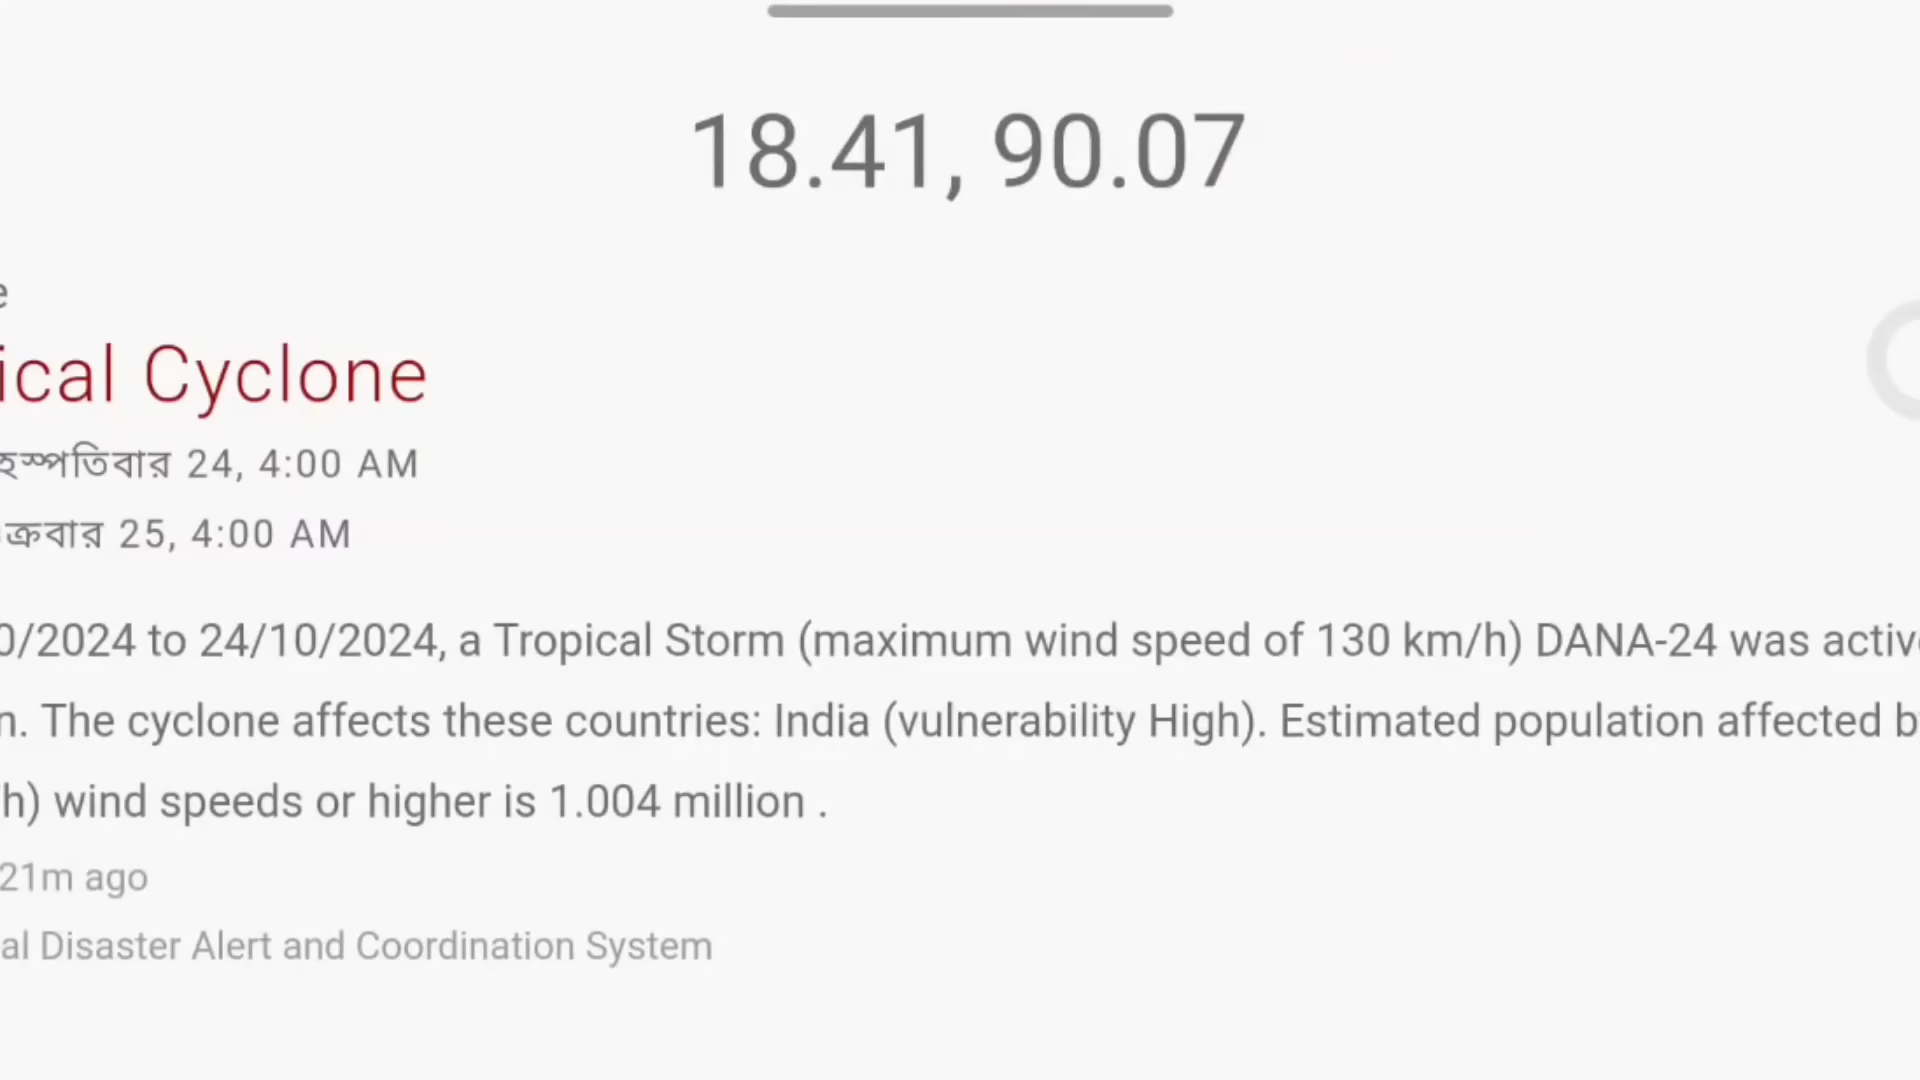 18.41, 90.07
e
ical Cyclone
হস্পতিবার 24, 4:00 AM
ক্রবার 25, 4:00 AM
0/2024 to 24/10/2024, a Tropical Storm (maximum wind speed of 130 km/h) DANA-24 was activ
n. The cyclone affects these countries: India (vulnerability High). Estimated population affected b
h) wind speeds or higher is 1.004 million .
21m ago
al Disaster Alert and Coordination System